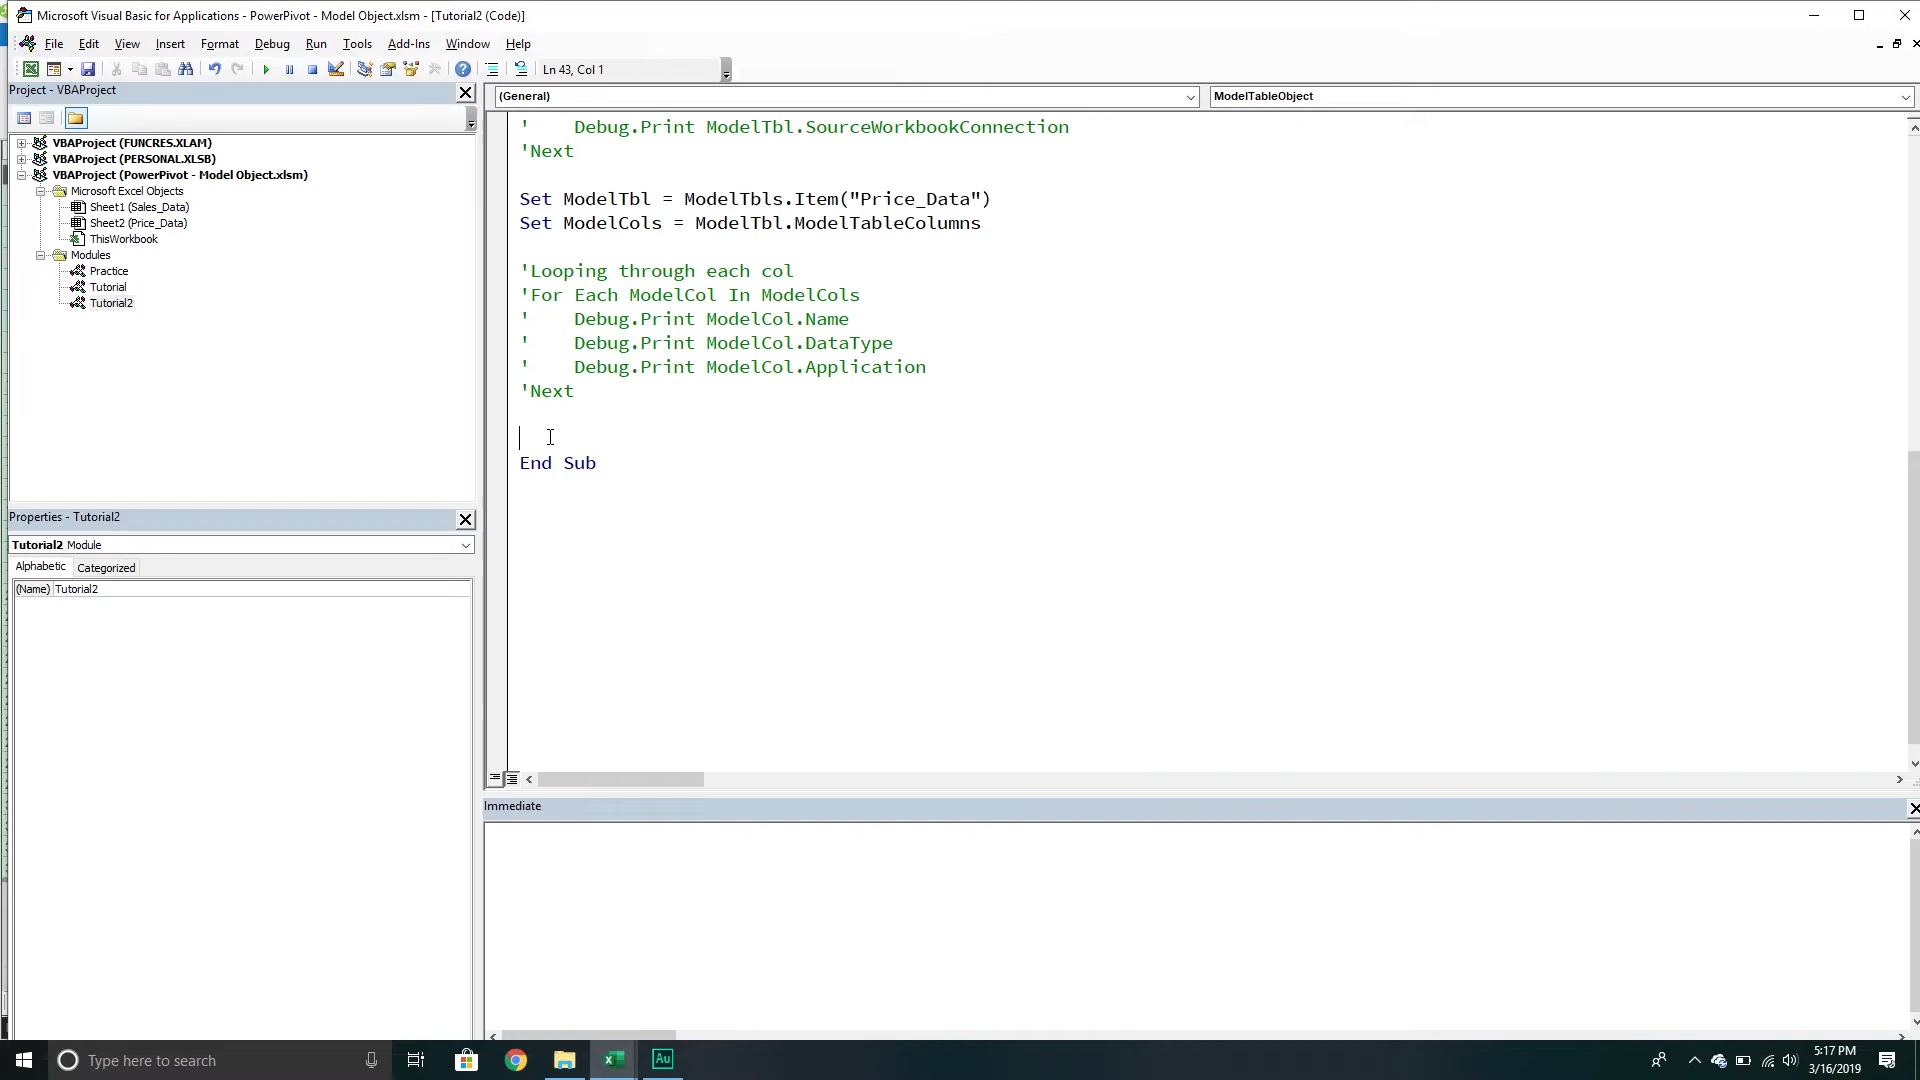 Microsoft Visual Basic for Applications - PowerPivot - Model Object.xlsm - [Tutorial2 (Code)]
File Edit View Insert Format Debug Run Tools Add-Ins Window Help
Ln 43, Col 1
Project - VBAProject
(General)
ModelTableObject
VBAProject (FUNCRES.XLAM)
VBAProject (PERSONAL.XLSB)
VBAProject (PowerPivot - Model Object.xlsm)
Microsoft Excel Objects
Sheet1 (Sales_Data)
Sheet2 (Price_Data)
ThisWorkbook
Modules
Practice
Tutorial
Tutorial2
'    Debug.Print ModelTbl.SourceWorkbookConnection
'Next
Set ModelTbl = ModelTbls.Item("Price_Data")
Set ModelCols = ModelTbl.ModelTableColumns
'Looping through each col
'For Each ModelCol In ModelCols
'    Debug.Print ModelCol.Name
'    Debug.Print ModelCol.DataType
'    Debug.Print ModelCol.Application
'Next
End Sub
Properties - Tutorial2
Tutorial2 Module
Alphabetic Categorized
(Name) Tutorial2
Immediate
Type here to search
Au
5:17 PM
3/16/2019